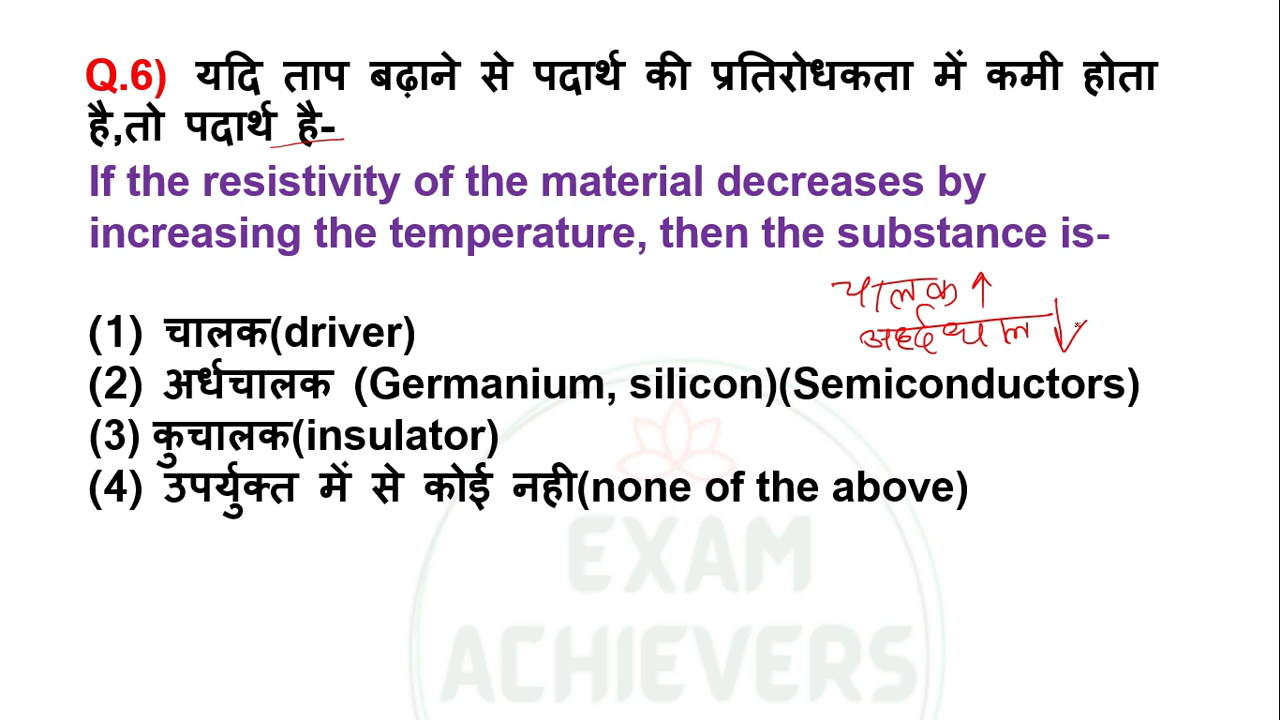 Q.6) यदि ताप बढ़ाने से पदार्थ की प्रतिरोधकता में कमी होता
है,तो पदार्थ है-
If the resistivity of the material decreases by
increasing the temperature, then the substance is-
चालक ↑
(1) चालक(driver)
(2) अर्धचालक (Germanium, silicon)(Semiconductors)
(3) कुचालक(insulator)
(4) उपर्युक्त में से कोई नही(none of the above)
EXAM
ACHIEVERS